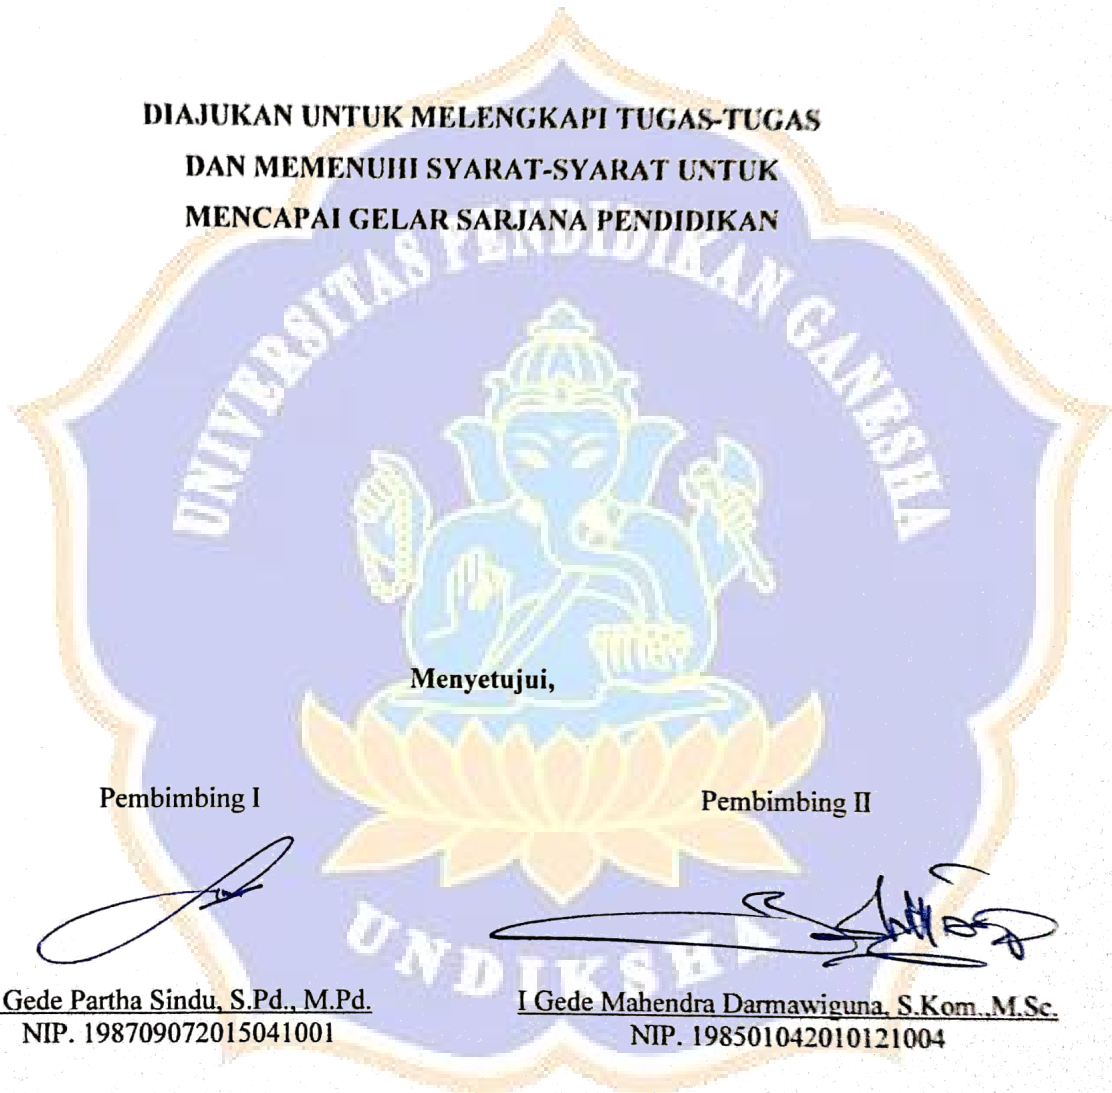 DIAJUKAN UNTUK MELENGKAPI TUGAS-TUGAS
DAN MEMENUHI SYARAT-SYARAT UNTUK
MENCAPAI GELAR SARJANA PENDIDIKAN
UNIVERSITAS PENDIDIKAN GANESHA
Menyetujui,
Pembimbing I
Pembimbing II
UNDIKSHA
Gede Partha Sindu, S.Pd., M.Pd.
NIP. 198709072015041001
I Gede Mahendra Darmawiguna, S.Kom.,M.Sc.
NIP. 198501042010121004